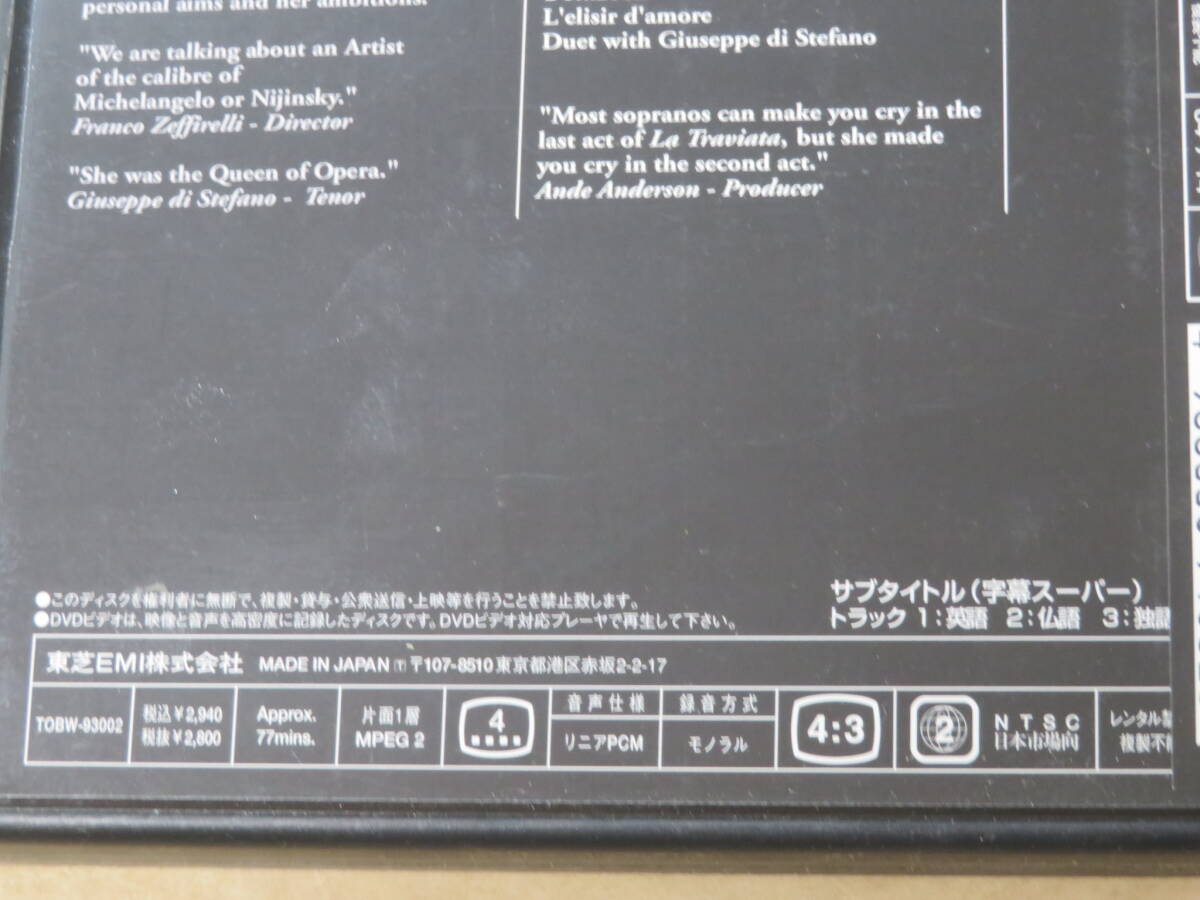 personal aims and her ambitions.
"We are talking about an Artist
of the calibre of
Michelangelo or Nijinsky."
Franco Zeffirelli - Director
"She was the Queen of Opera."
Giuseppe di Stefano - Tenor
L'elisir d'amore
Duet with Giuseppe di Stefano
"Most sopranos can make you cry in the
last act of La Traviata, but she made
you cry in the second act."
Ande Anderson - Producer
●このディスクを権利者に無断で、複製・貸与・公衆送信・上映等を行うことを禁止致します。
●DVDビデオは、映像と音声を高密度に記録したディスクです。DVDビデオ対応プレーヤで再生して下さい。
サブタイトル(字幕スーパー)
トラック 1:英語 2:仏語 3:独語
東芝EMI株式会社 MADE IN JAPAN Ⓣ〒107-8510 東京都港区赤坂2-2-17
TOBW-93002
税込¥2,940
税抜¥2,800
Approx.
77mins.
片面1層
MPEG 2
4
音声仕様
リニアPCM
録音方式
モノラル
4:3
2
NTSC
日本市場向
レンタル
複製不